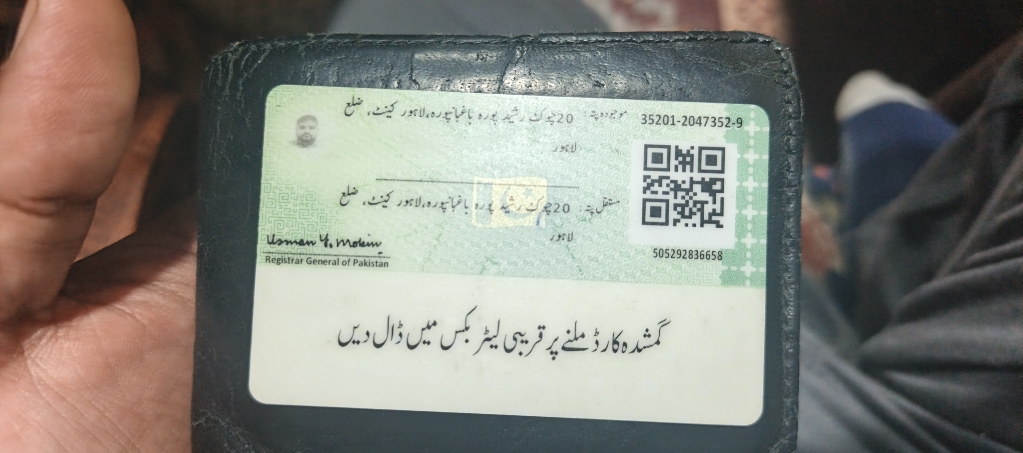 35201-2047352-9
موجودہ پتہ: 20چوک رشید پورہ باغبانپورہ،لاہور کینٹ، ضلع
لاہور
مستقل پتہ: 20چوک رشید پورہ باغبانپورہ،لاہور کینٹ، ضلع
لاہور
505292836658
Usman Y. Mobin
Registrar General of Pakistan
گمشدہ کارڈ ملنے پر قریبی لیٹر بکس میں ڈال دیں